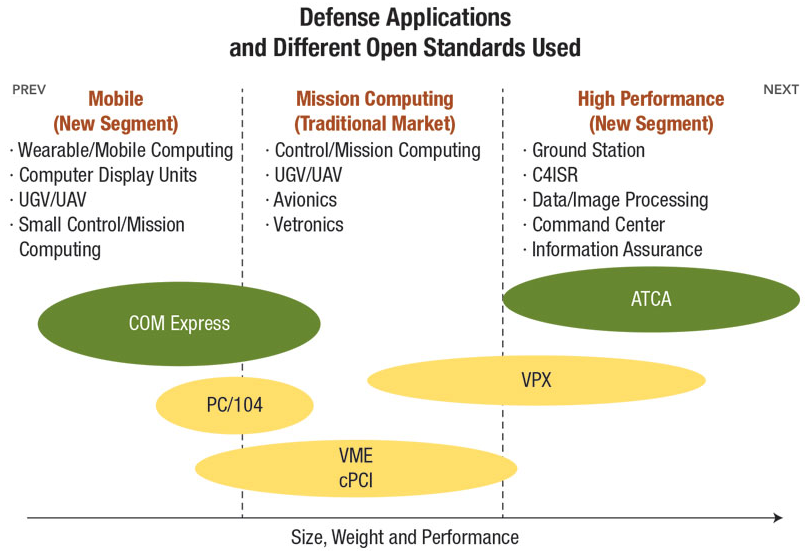 Defense Applications
and Different Open Standards Used
PREV
NEXT
Mobile
(New Segment)
· Wearable/Mobile Computing
· Computer Display Units
· UGV/UAV
· Small Control/Mission
Computing
Mission Computing
(Traditional Market)
· Control/Mission Computing
· UGV/UAV
· Avionics
· Vetronics
High Performance
(New Segment)
· Ground Station
· C4ISR
· Data/Image Processing
· Command Center
· Information Assurance
COM Express
ATCA
PC/104
VPX
VME
cPCI
Size, Weight and Performance